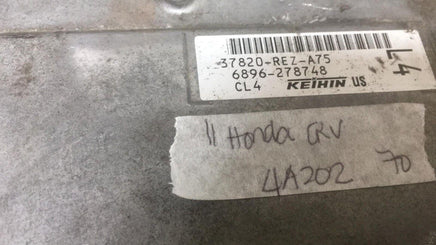 37820-REZ-A75
6896-278748
CL4 KEIHIN US
L4
11 Honda CRV
4A202 70